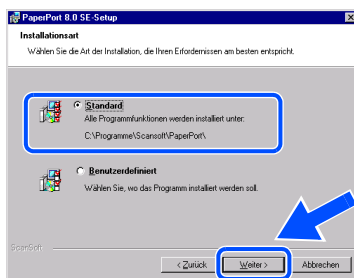 PaperPort 8.0 SE-Setup
Installationsart
Wählen Sie die Art der Installation, die Ihren Erfordernissen am besten entspricht.
Standard
Alle Programmfunktionen werden installiert unter:
C:\Programme\Scansoft\PaperPort\
Benutzerdefiniert
Wählen Sie, wo das Programm installiert werden soll.
ScanSoft
< Zurück
Weiter >
Abbrechen